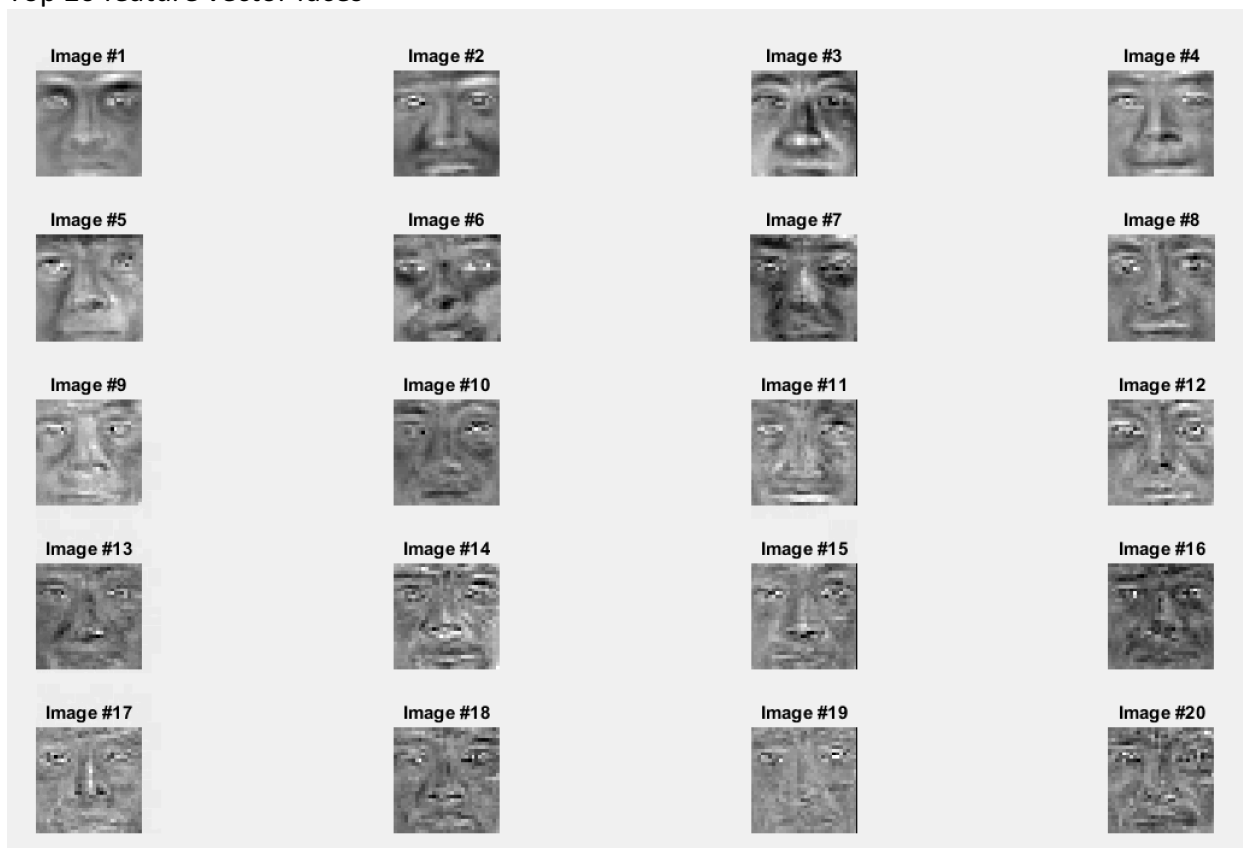 Top 20 feature vector faces
Image #1 Image #2 Image #3 Image #4
Image #5 Image #6 Image #7 Image #8
Image #9 Image #10 Image #11 Image #12
Image #13 Image #14 Image #15 Image #16
Image #17 Image #18 Image #19 Image #20